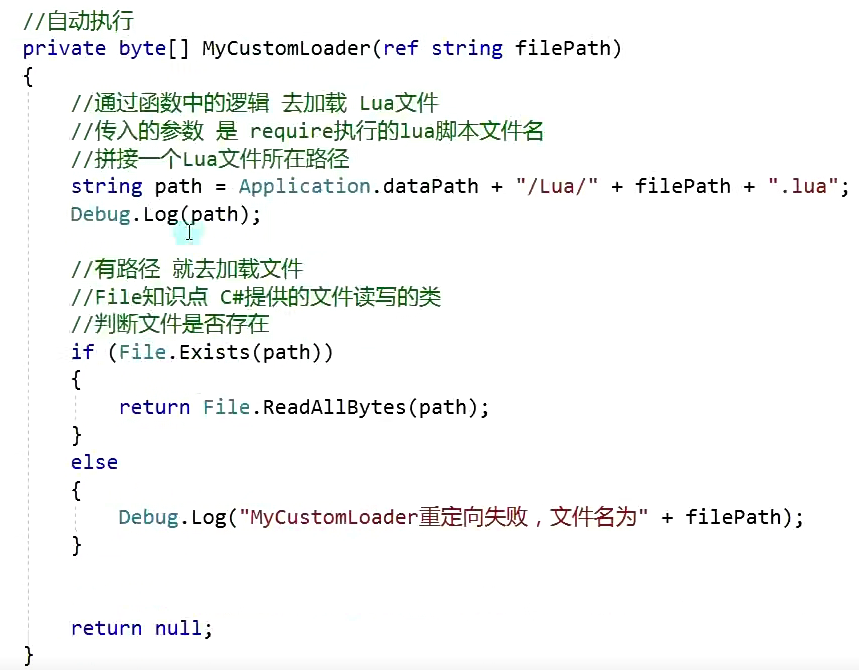 //自动执行
private byte[] MyCustomLoader(ref string filePath)
{
//通过函数中的逻辑 去加载 Lua文件
//传入的参数 是 require执行的lua脚本文件名
//拼接一个Lua文件所在路径
string path = Application.dataPath + "/Lua/" + filePath + ".lua";
Debug.Log(path);
//有路径 就去加载文件
//File知识点 C#提供的文件读写的类
//判断文件是否存在
if (File.Exists(path))
{
return File.ReadAllBytes(path);
}
else
{
Debug.Log("MyCustomLoader重定向失败，文件名为" + filePath);
}
return null;
}